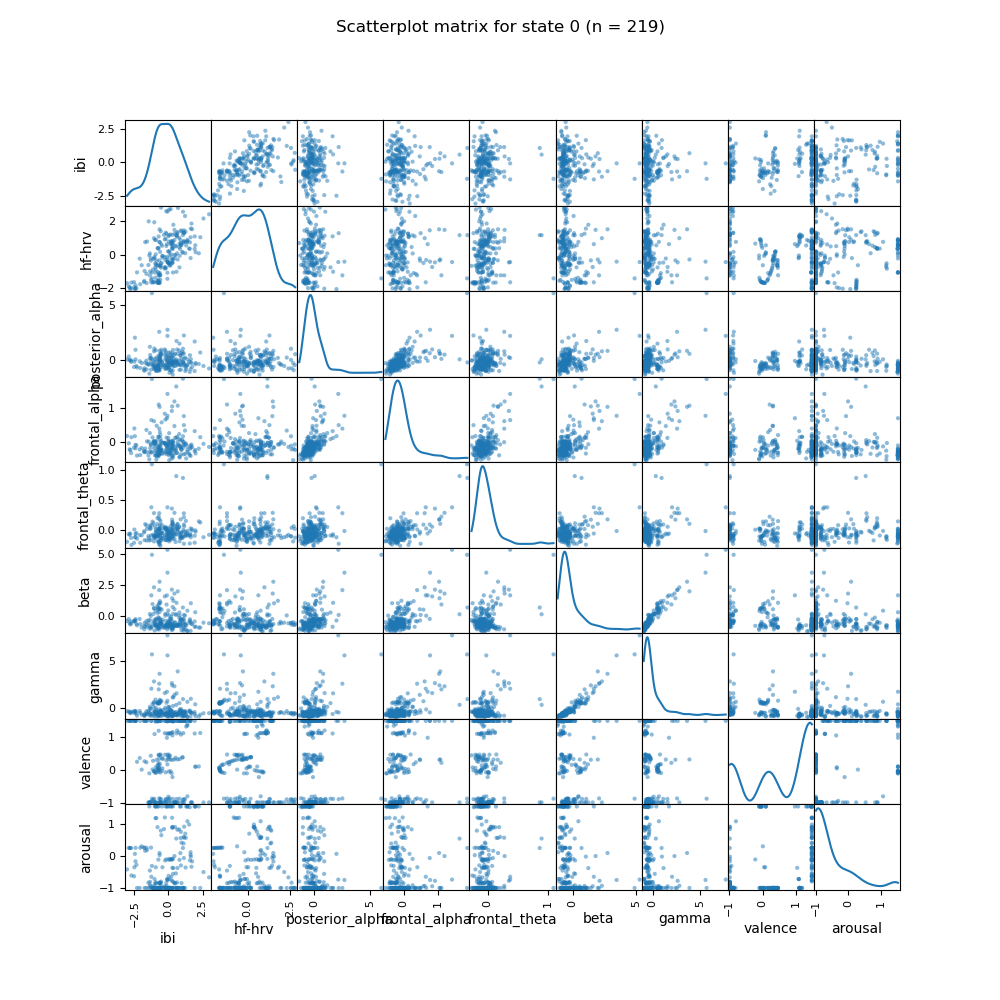 Scatterplot matrix for state 0 (n = 219)
2.5
0.0
−2.5
ibi
2
0
−2
hf-hrv
5
0
posterior_alpha
1
0
frontal_alpha
1.0
0.5
0.0
frontal_theta
5.0
2.5
0.0
beta
5
0
gamma
1
0
−1
valence
1
0
−1
arousal
−2.5 0.0 2.5 0.0 2.5 0 5 0 1 0 1 0 5 0 5 −1 0 1 −1 0 1
ibi hf-hrv posterior_alpha frontal_alpha frontal_theta beta gamma valence arousal